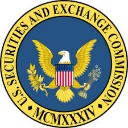 U.S. SECURITIES AND EXCHANGE COMMISSION
MCMXXXIV